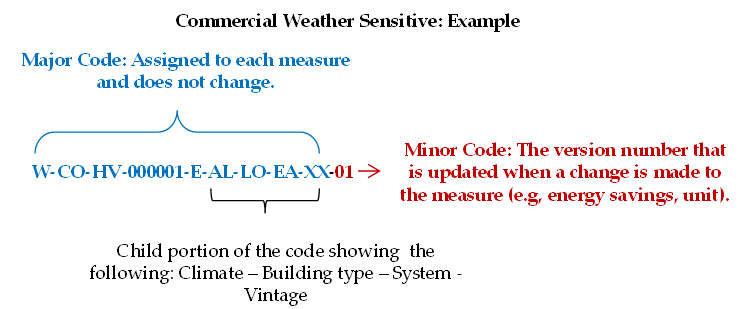 Commercial Weather Sensitive: Example
Major Code: Assigned to each measure
and does not change.
W-CO-HV-000001-E-AL-LO-EA-XX-01
Minor Code: The version number that
is updated when a change is made to
the measure (e.g, energy savings, unit).
Child portion of the code showing the
following: Climate – Building type – System -
Vintage